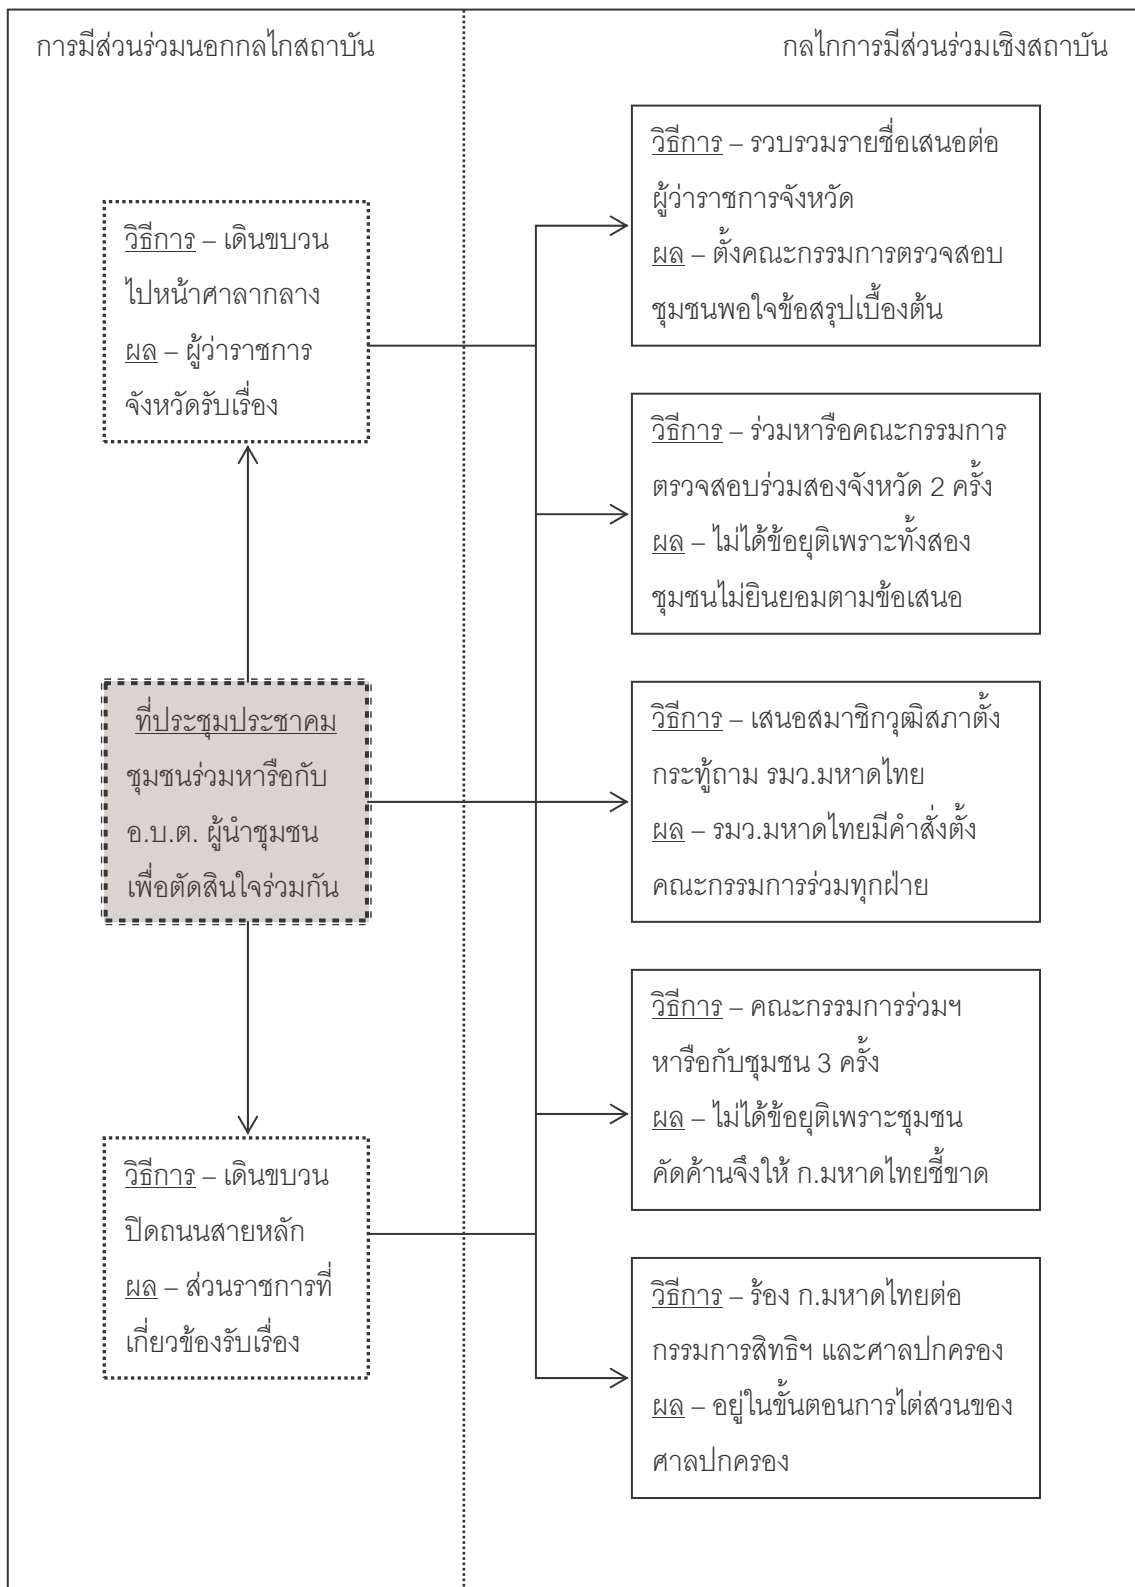 การมีส่วนร่วมนอกกลไกสถาบัน
กลไกการมีส่วนร่วมเชิงสถาบัน
วิธีการ – เดินขบวน
ไปหน้าศาลากลาง
ผล – ผู้ว่าราชการ
จังหวัดรับเรื่อง
ที่ประชุมประชาคม
ชุมชนร่วมหารือกับ
อ.บ.ต. ผู้นำชุมชน
เพื่อตัดสินใจร่วมกัน
วิธีการ – เดินขบวน
ปิดถนนสายหลัก
ผล – ส่วนราชการที่
เกี่ยวข้องรับเรื่อง
วิธีการ – รวบรวมรายชื่อเสนอต่อ
ผู้ว่าราชการจังหวัด
ผล – ตั้งคณะกรรมการตรวจสอบ
ชุมชนพอใจข้อสรุปเบื้องต้น
วิธีการ – ร่วมหารือคณะกรรมการ
ตรวจสอบร่วมสองจังหวัด 2 ครั้ง
ผล – ไม่ได้ข้อยุติเพราะทั้งสอง
ชุมชนไม่ยินยอมตามข้อเสนอ
วิธีการ – เสนอสมาชิกวุฒิสภาตั้ง
กระทู้ถาม รมว.มหาดไทย
ผล – รมว.มหาดไทยมีคำสั่งตั้ง
คณะกรรมการร่วมทุกฝ่าย
วิธีการ – คณะกรรมการร่วมฯ
หารือกับชุมชน 3 ครั้ง
ผล – ไม่ได้ข้อยุติเพราะชุมชน
คัดค้านจึงให้ ก.มหาดไทยชี้ขาด
วิธีการ – ร้อง ก.มหาดไทยต่อ
กรรมการสิทธิฯ และศาลปกครอง
ผล – อยู่ในขั้นตอนการไต่สวนของ
ศาลปกครอง